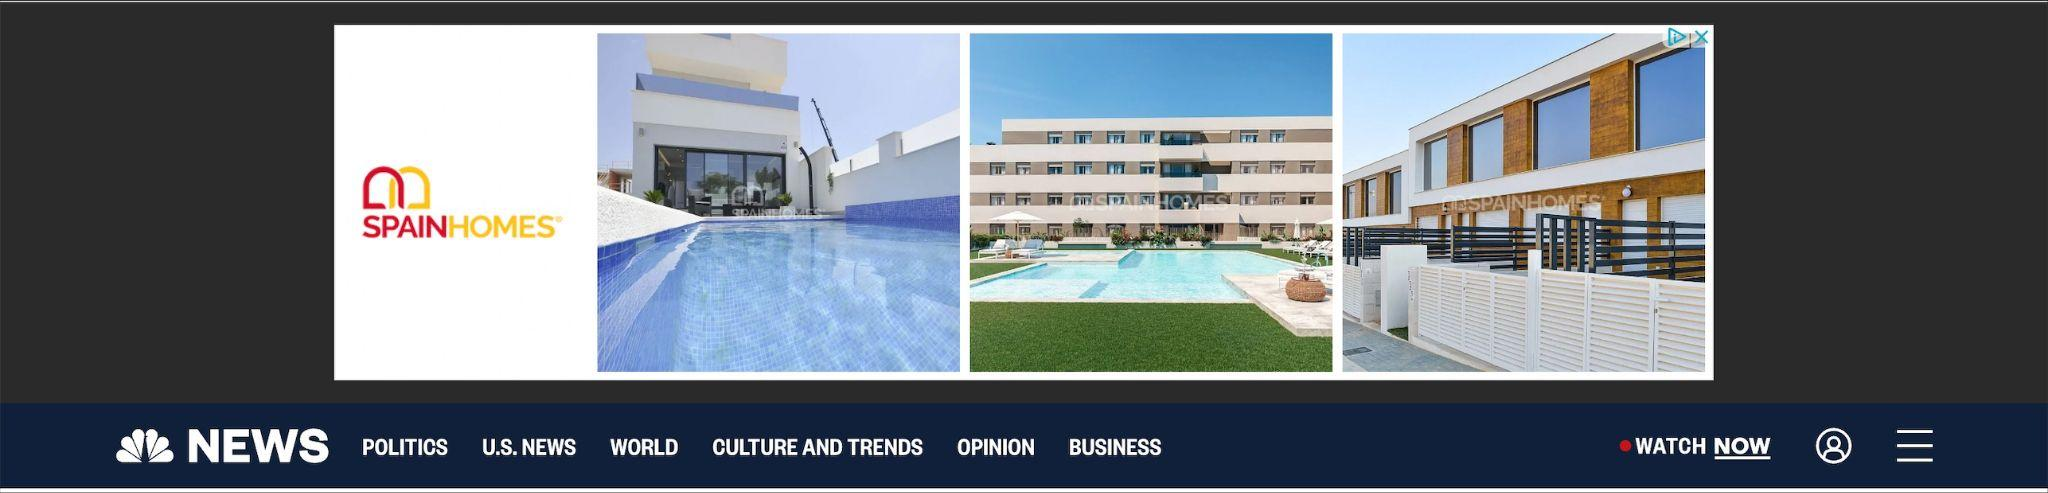 SPAINHOMES®
SPAINHOMES
SPAINHOMES
SPAINHOMES
NEWS POLITICS U.S. NEWS WORLD CULTURE AND TRENDS OPINION BUSINESS WATCH NOW